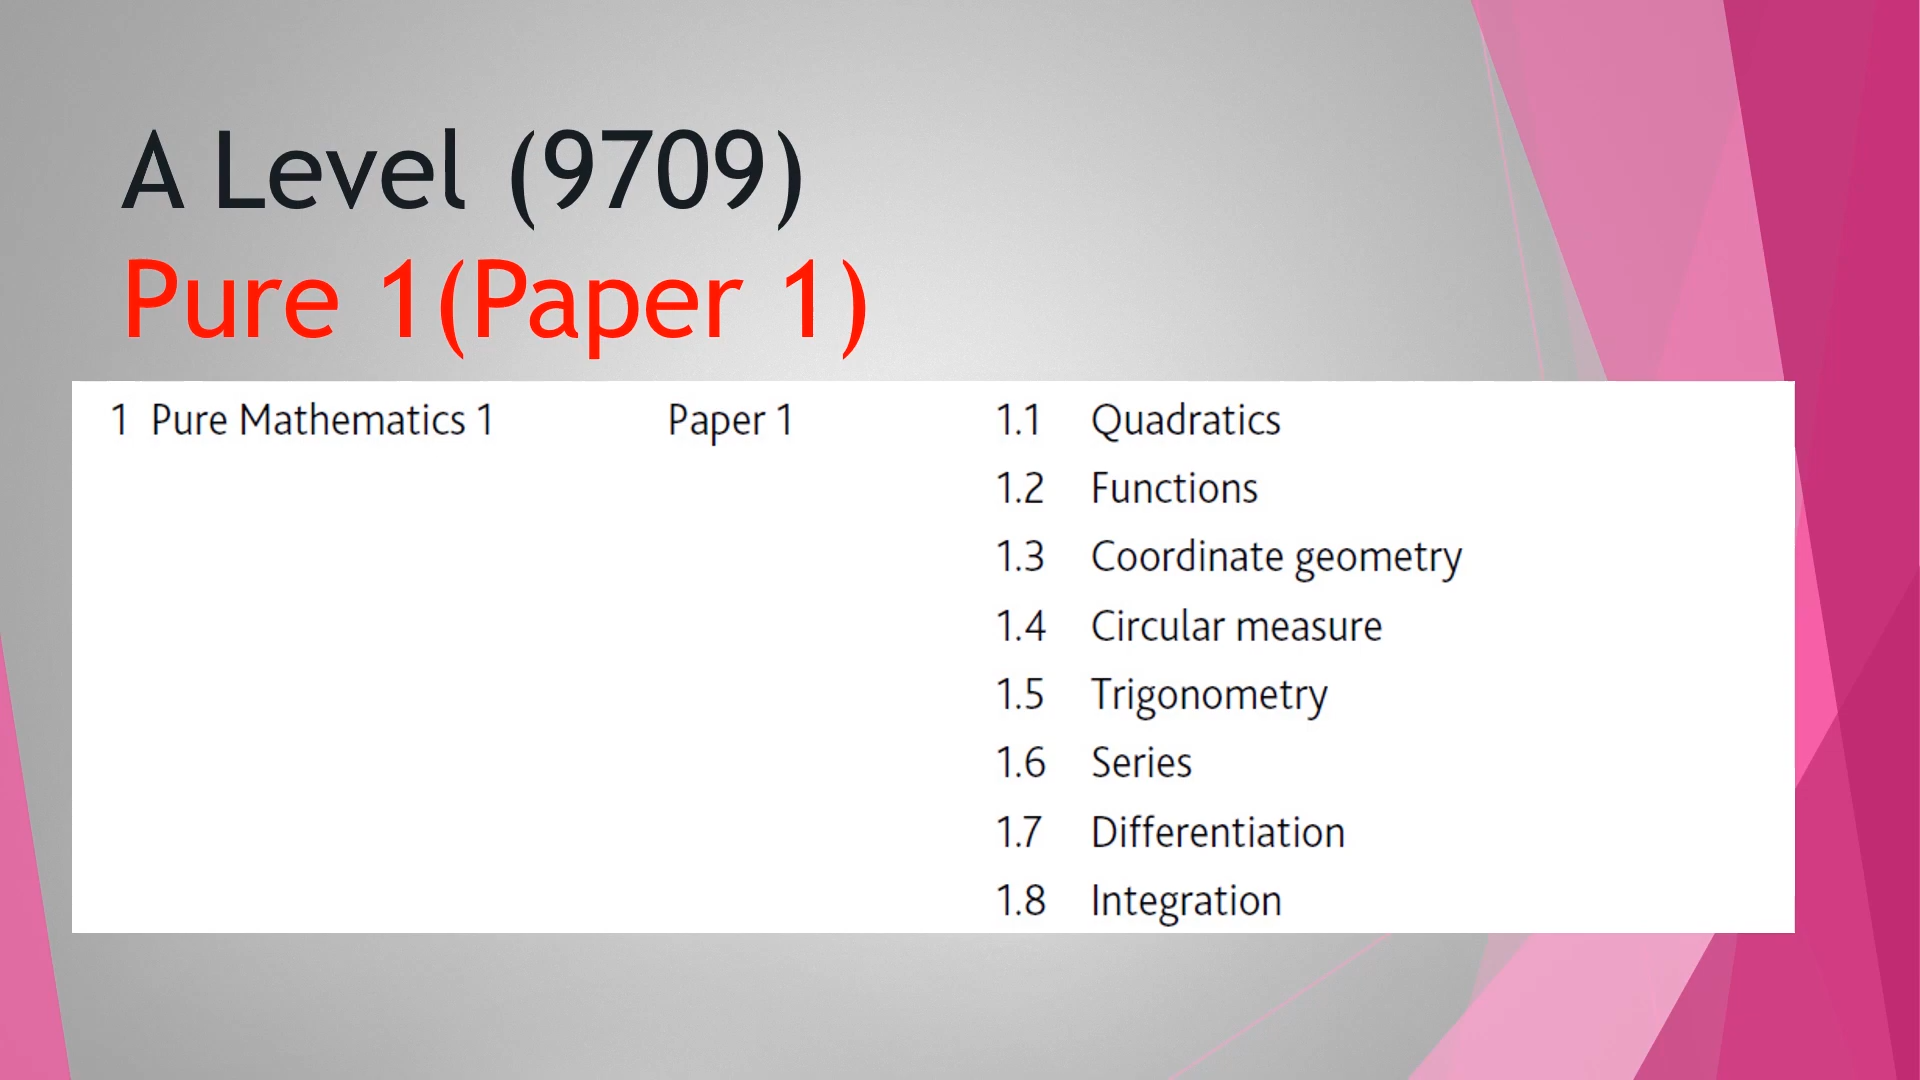 A Level (9709)
Pure 1(Paper 1)
1 Pure Mathematics 1 Paper 1 1.1 Quadratics
1.2 Functions
1.3 Coordinate geometry
1.4 Circular measure
1.5 Trigonometry
1.6 Series
1.7 Differentiation
1.8 Integration